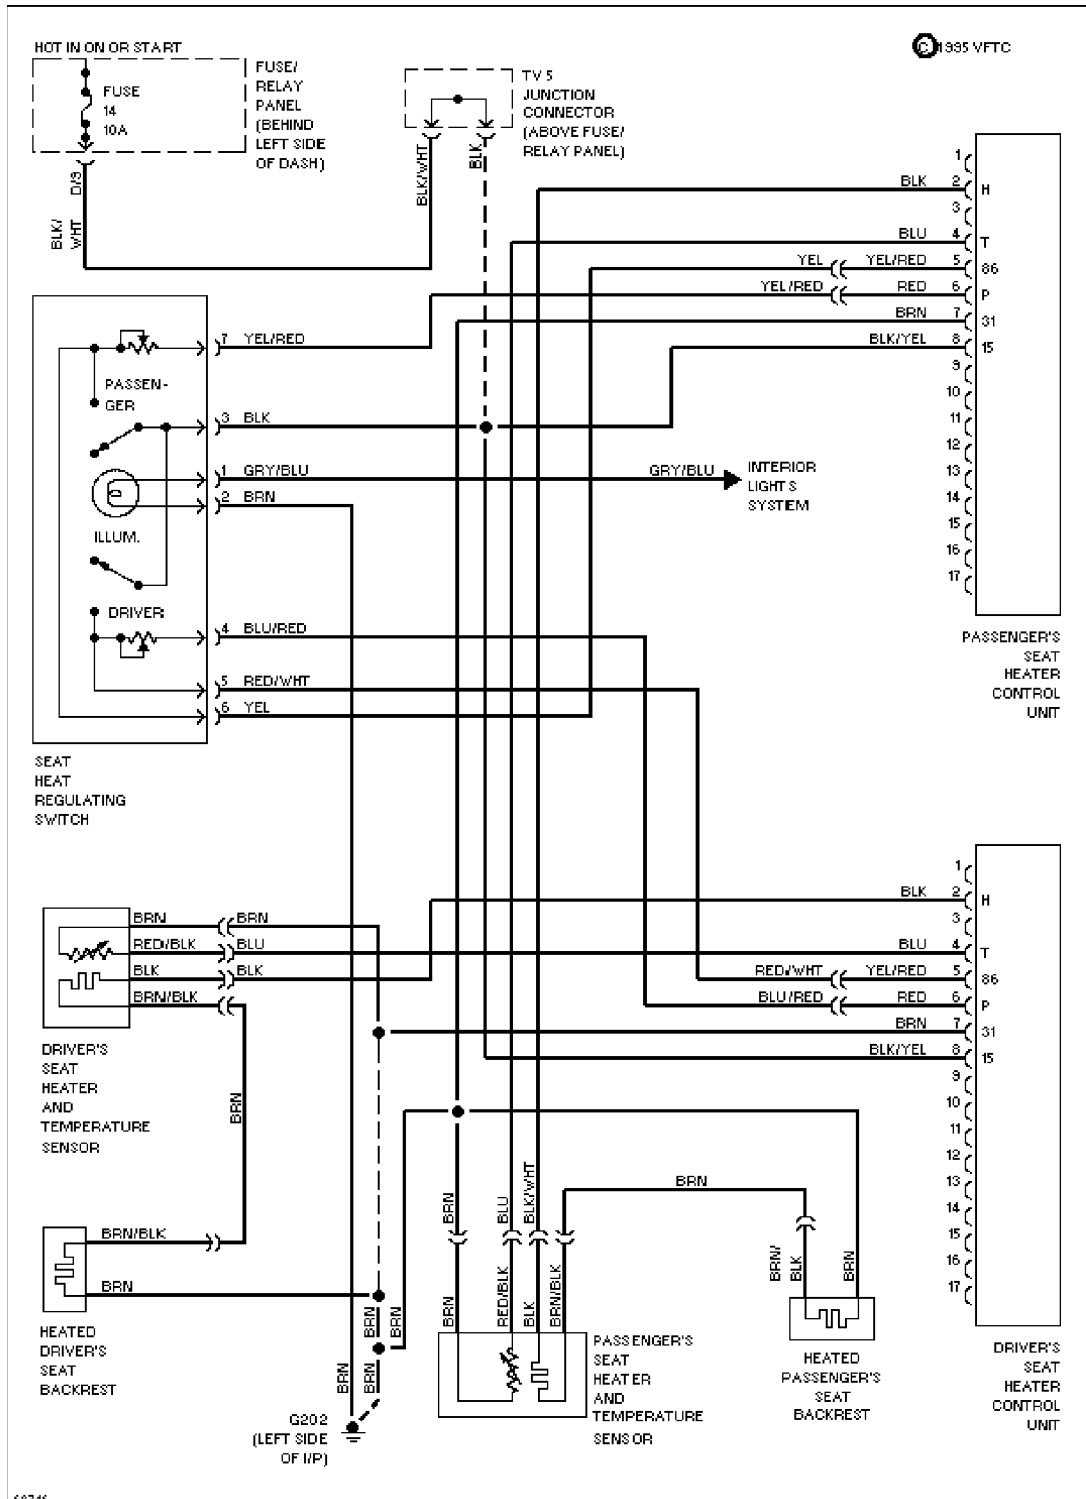 HOT IN ON OR START
FUSE
14
10A
FUSE/
RELAY
PANEL
(BEHIND
LEFT SIDE
OF DASH)
TV 5
JUNCTION
CONNECTOR
(ABOVE FUSE/
RELAY PANEL)
© 1995 VFTC
D/9
BLK/
WHT
BLK/WHT
BLK
BLK
BLU
YEL
YEL/RED
YEL/RED
RED
BRN
BLK/YEL
1
2 H
3
4 T
5 86
6 P
7 31
8 15
9
10
11
12
13
14
15
16
17
PASSENGER'S
SEAT
HEATER
CONTROL
UNIT
PASSEN-
GER
ILLUM.
DRIVER
7 YEL/RED
3 BLK
1 GRY/BLU
2 BRN
4 BLU/RED
5 RED/WHT
6 YEL
GRY/BLU
INTERIOR
LIGHTS
SYSTEM
SEAT
HEAT
REGULATING
SWITCH
BRN BRN
RED/BLK BLU
BLK BLK
BRN/BLK
DRIVER'S
SEAT
HEATER
AND
TEMPERATURE
SENSOR
BRN
BLK
BLU
RED/WHT YEL/RED
BLU/RED RED
BRN
BLK/YEL
1
2 H
3
4 T
5 86
6 P
7 31
8 15
9
10
11
12
13
14
15
16
17
DRIVER'S
SEAT
HEATER
CONTROL
UNIT
BRN/BLK
BRN
HEATED
DRIVER'S
SEAT
BACKREST
BRN
BRN
BRN
BRN
G202
(LEFT SIDE
OF I/P)
BRN
BLU
BLK/WHT
BRN
BRN
RED/BLK
BLK
BRN/BLK
PASSENGER'S
SEAT
HEATER
AND
TEMPERATURE
SENSOR
BRN/
BLK
BRN
HEATED
PASSENGER'S
SEAT
BACKREST